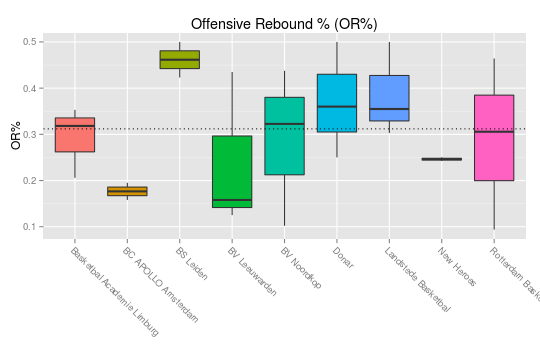 Offensive Rebound % (OR%)
OR%
0.5
0.4
0.3
0.2
0.1
Basketbal Academie Limburg
BC APOLLO Amsterdam
BS Leiden
BV Leeuwarden
BV Noordkop
Donar
Landstede Basketbal
New Heroes
Rotterdam